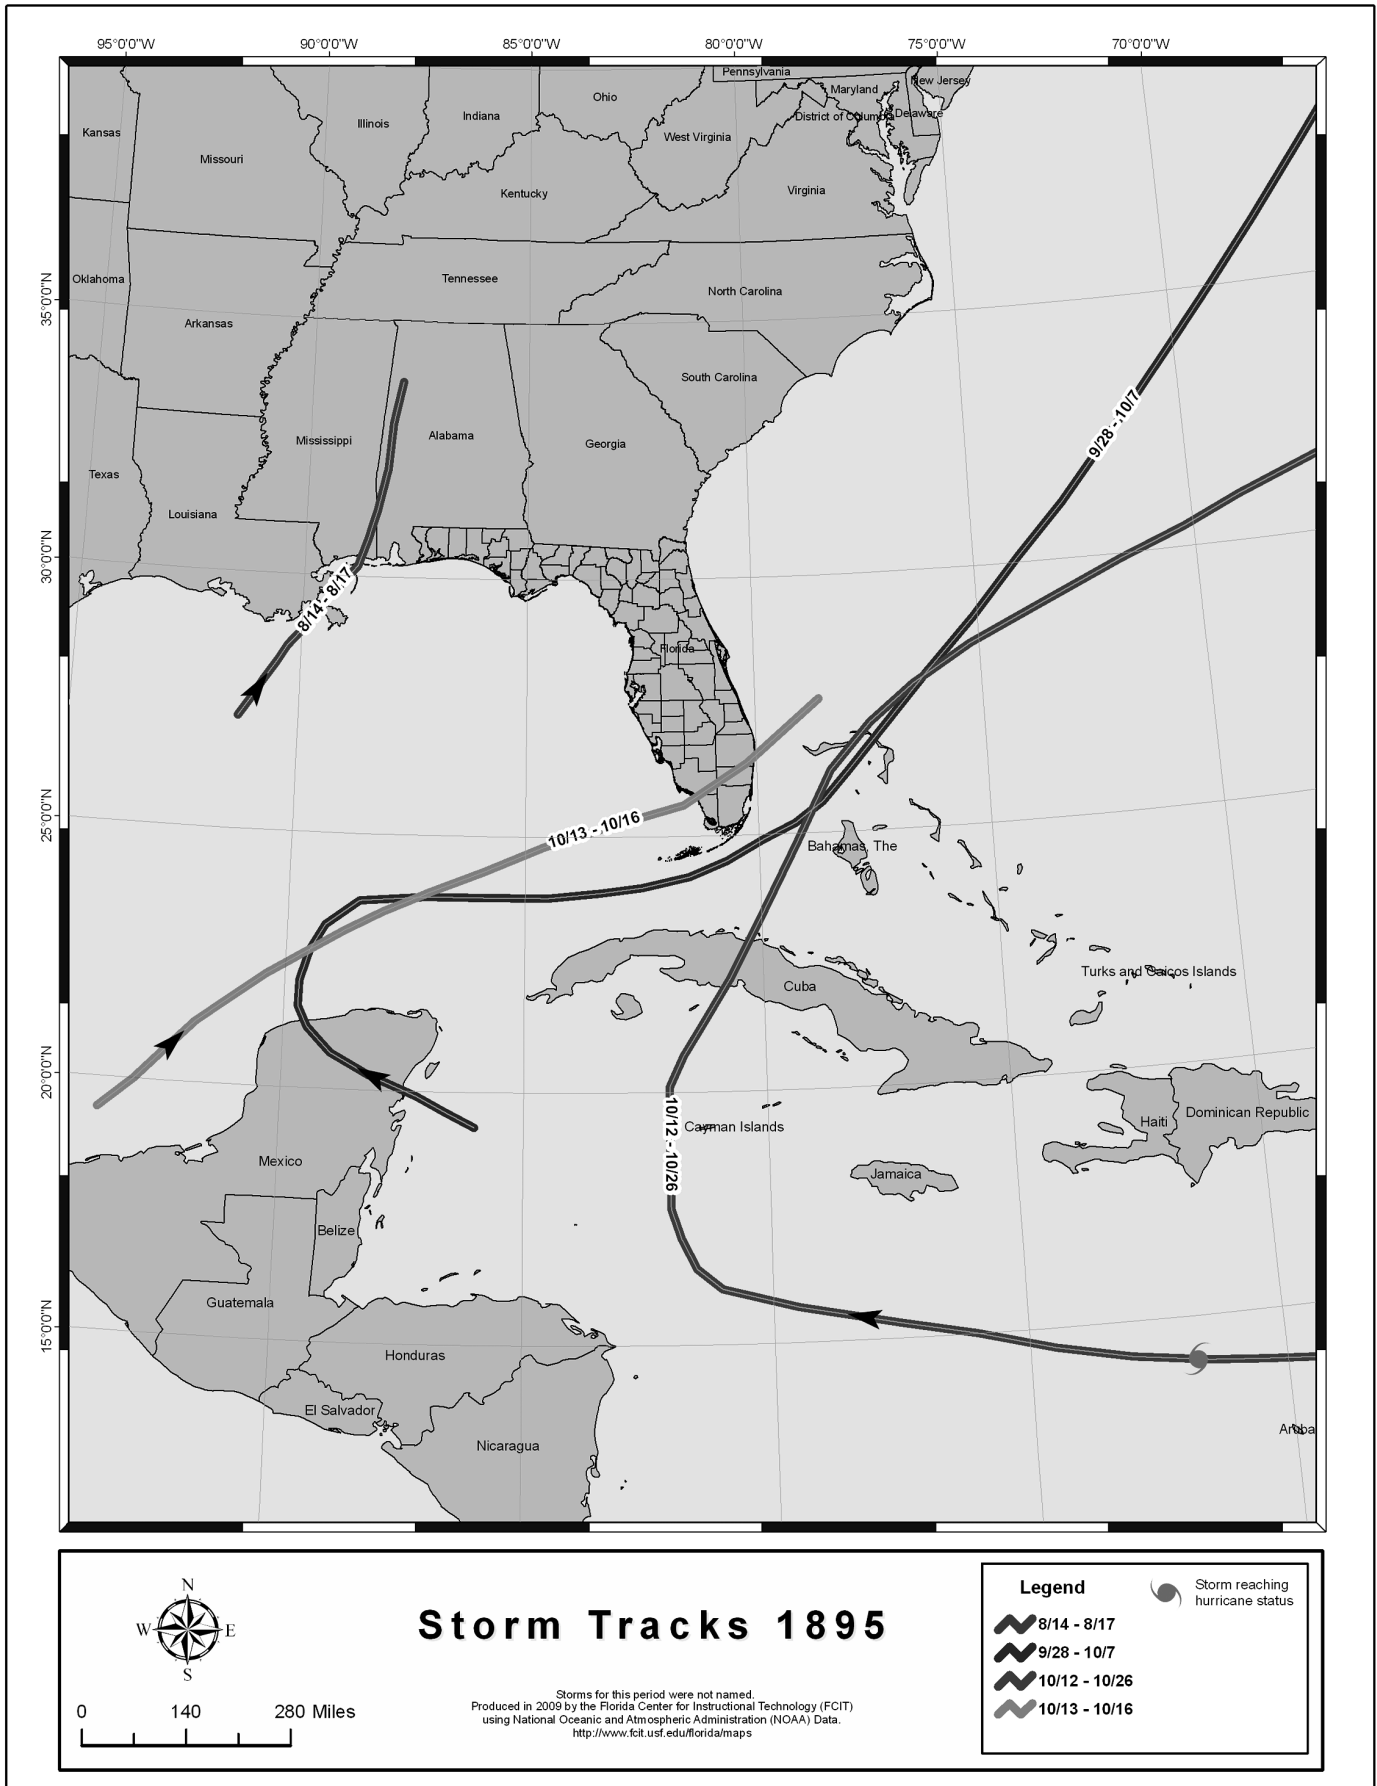 95°0'0"W 90°0'0"W 85°0'0"W 80°0'0"W 75°0'0"W 70°0'0"W
Pennsylvania
New Jersey
Maryland
Ohio
Delaware
District of Columbia
Indiana
Illinois
Kansas
West Virginia
Missouri
Virginia
Kentucky
Oklahoma
Tennessee
35°0'0"N
North Carolina
Arkansas
South Carolina
9/28 - 10/7
Mississippi
Alabama
Georgia
Texas
Louisiana
30°0'0"N
8/14 - 8/17
Florida
25°0'0"N
10/13 - 10/16
Bahamas, The
Turks and Caicos Islands
Cuba
20°0'0"N
Dominican Republic
Haiti
Cayman Islands
10/12 - 10/26
Mexico
Jamaica
Belize
Guatemala
15°0'0"N
Honduras
El Salvador
Aruba
Nicaragua
N
W E
S
0 140 280 Miles
Storm Tracks 1895
Storms for this period were not named.
Produced in 2009 by the Florida Center for Instructional Technology (FCIT)
using National Oceanic and Atmospheric Administration (NOAA) Data.
http://www.fcit.usf.edu/florida/maps
Legend
8/14 - 8/17
9/28 - 10/7
10/12 - 10/26
10/13 - 10/16
Storm reaching
hurricane status